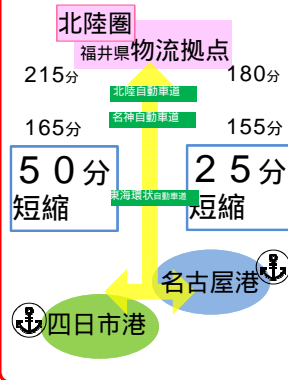 北陸圏
福井県物流拠点
215分 180分
北陸自動車道
名神自動車道
165分 155分
東海環状自動車道
50分
短縮
25分
短縮
名古屋港
四日市港